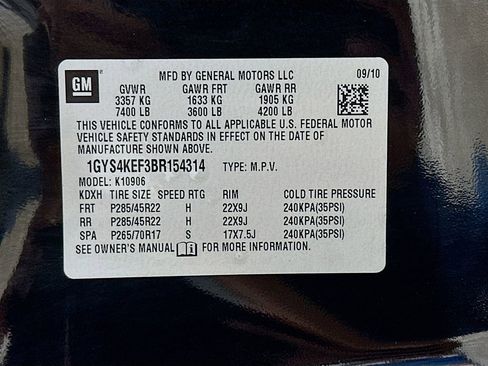 GM
MFD BY GENERAL MOTORS LLC 09/10
GVWR GAWR FRT GAWR RR
3357 KG 1633 KG 1905 KG
7400 LB 3600 LB 4200 LB
THIS VEHICLE CONFORMS TO ALL APPLICABLE U.S. FEDERAL MOTOR
VEHICLE SAFETY STANDARDS IN EFFECT ON THE DATE OF
MANUFACTURE SHOWN ABOVE.
1GYS4KEF3BR154314 TYPE: M.P.V.
MODEL: K10906
KDXH TIRE SIZE SPEED RTG RIM COLD TIRE PRESSURE
FRT P285/45R22 H 22X9J 240KPA(35PSI)
RR P285/45R22 H 22X9J 240KPA(35PSI)
SPA P265/70R17 S 17X7.5J 240KPA(35PSI)
SEE OWNER'S MANUAL FOR MORE INFORMATION.